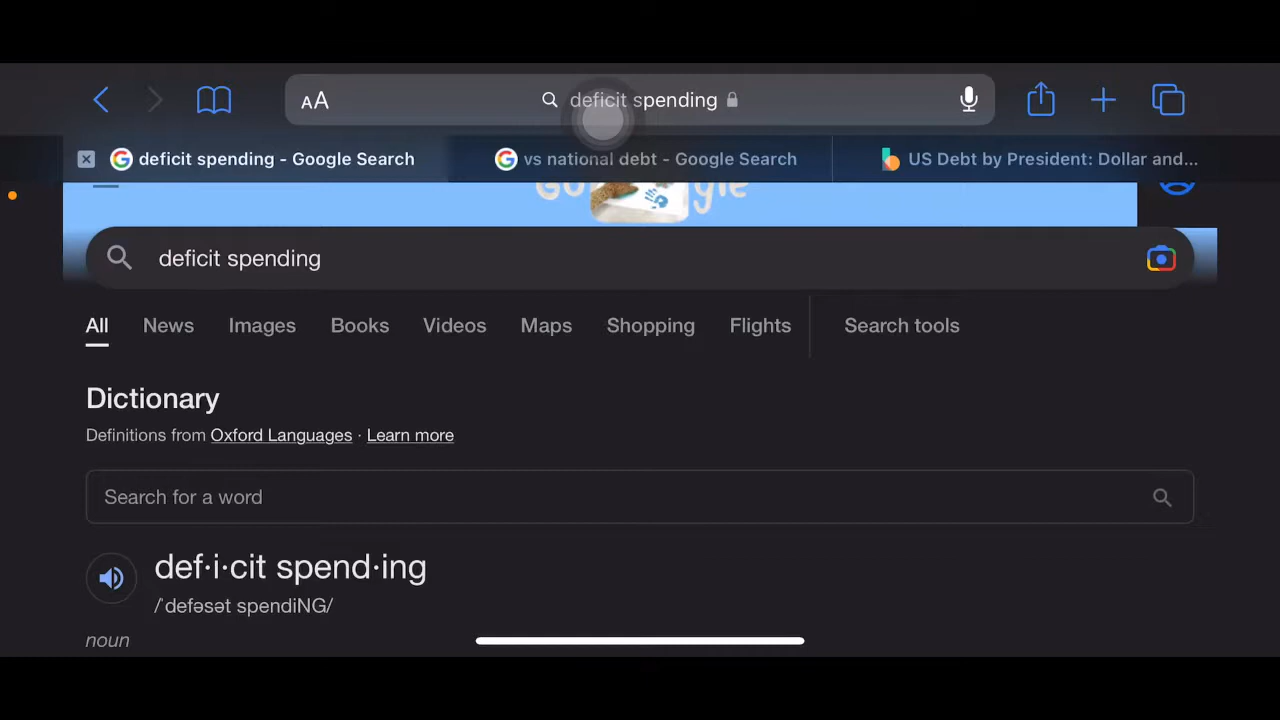 AA deficit spending
deficit spending - Google Search
vs national debt - Google Search
US Debt by President: Dollar and...
Google
deficit spending
All News Images Books Videos Maps Shopping Flights Search tools
Dictionary
Definitions from Oxford Languages · Learn more
Search for a word
def·i·cit spend·ing
/ˈdefəsət spendiNG/
noun